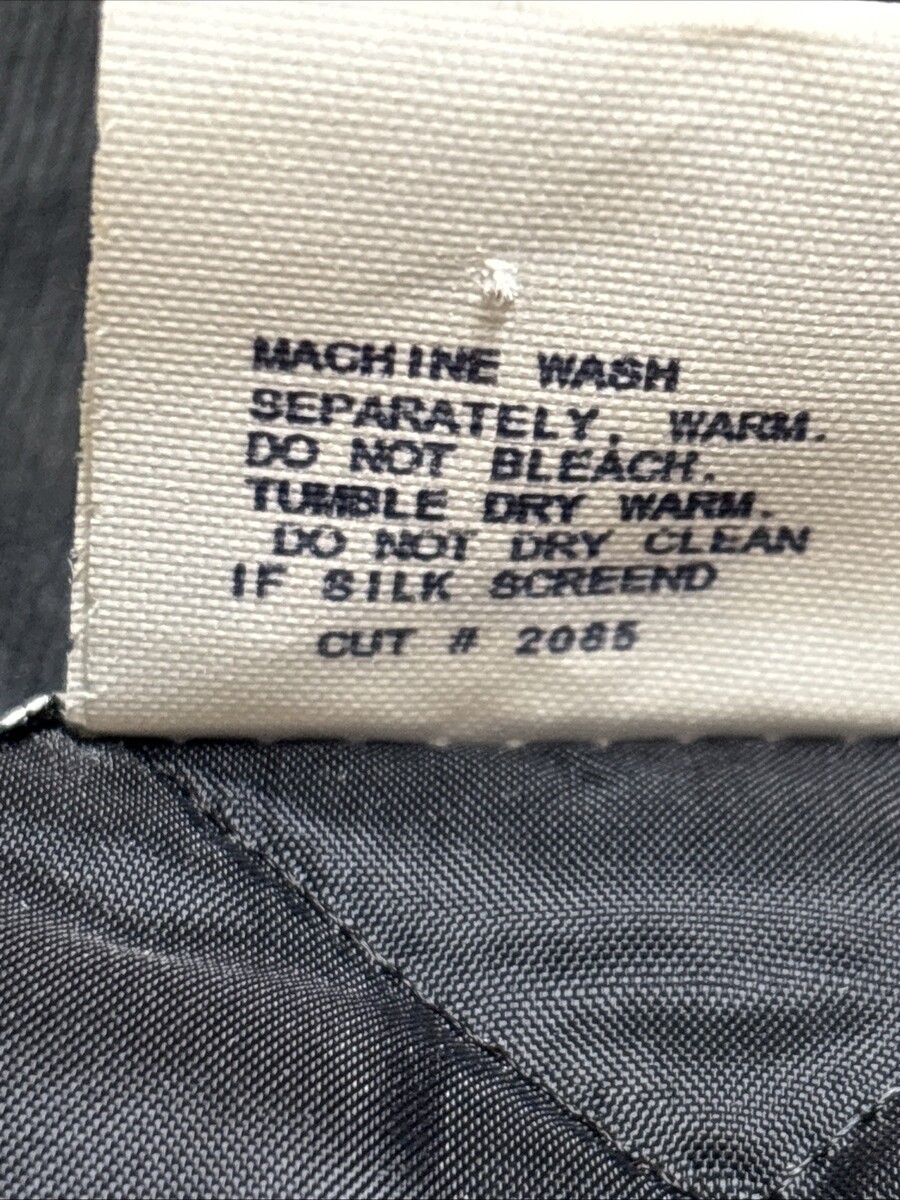 MACHINE WASH
SEPARATELY, WARM.
DO NOT BLEACH.
TUMBLE DRY WARM.
DO NOT DRY CLEAN
IF SILK SCREEND
CUT # 2085